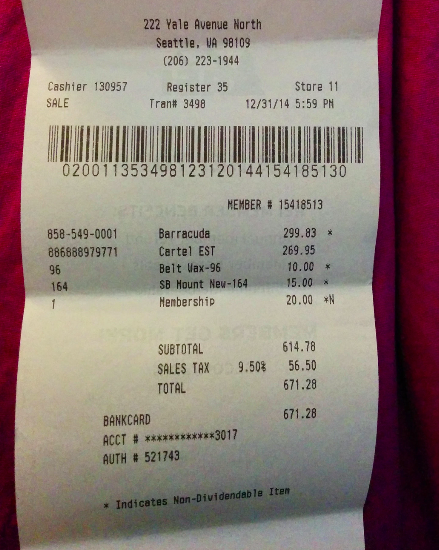 222 Yale Avenue North
Seattle, WA 98109
(206) 223-1944
Cashier 130957 Register 35 Store 11
SALE Tran# 3498 12/31/14 5:59 PM
0200113534981231201441541851 30
MEMBER # 15418513
858-549-0001 Barracuda 299.83 *
886888979771 Cartel EST 269.95
96 Belt Wax-96 10.00 *
164 SB Mount New-164 15.00 *
1 Membership 20.00 *N
SUBTOTAL 614.78
SALES TAX 9.50% 56.50
TOTAL 671.28
BANKCARD 671.28
ACCT # ************3017
AUTH # 521743
* Indicates Non-Dividendable Item